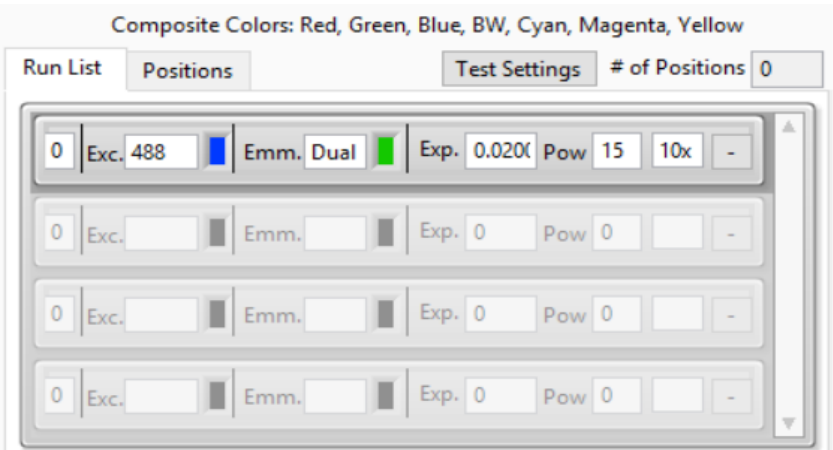 Composite Colors: Red, Green, Blue, BW, Cyan, Magenta, Yellow
Run List Positions Test Settings # of Positions 0
0 Exc. 488 Emm. Dual Exp. 0.020( Pow 15 10x -
0 Exc. Emm. Exp. 0 Pow 0 -
0 Exc. Emm. Exp. 0 Pow 0 -
0 Exc. Emm. Exp. 0 Pow 0 -